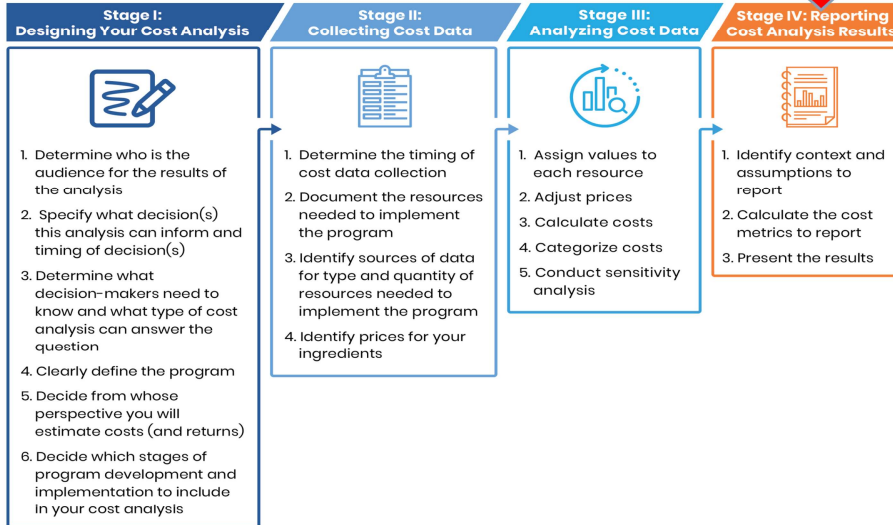 Stage I:
Designing Your Cost Analysis
1. Determine who is the
audience for the results of
the analysis
2. Specify what decision(s)
this analysis can inform and
timing of decision(s)
3. Determine what
decision-makers need to
know and what type of cost
analysis can answer the
question
4. Clearly define the program
5. Decide from whose
perspective you will
estimate costs (and returns)
6. Decide which stages of
program development and
implementation to include
in your cost analysis
Stage II:
Collecting Cost Data
1. Determine the timing of
cost data collection
2. Document the resources
needed to implement
the program
3. Identify sources of data
for type and quantity of
resources needed to
implement the program
4. Identify prices for your
ingredients
Stage III:
Analyzing Cost Data
1. Assign values to
each resource
2. Adjust prices
3. Calculate costs
4. Categorize costs
5. Conduct sensitivity
analysis
Stage IV: Reporting
Cost Analysis Results
1. Identify context and
assumptions to
report
2. Calculate the cost
metrics to report
3. Present the results